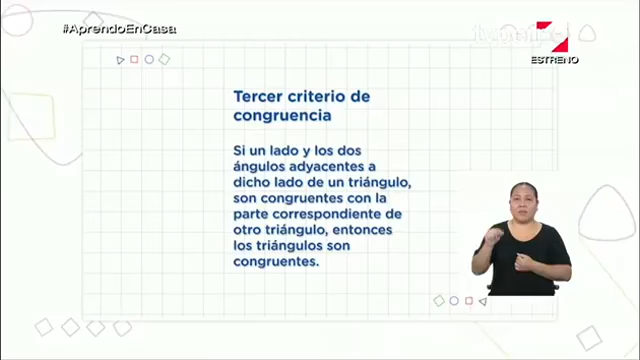 #AprendoEnCasa
ESTRENO
Tercer criterio de
congruencia
Si un lado y los dos
ángulos adyacentes a
dicho lado de un triángulo,
son congruentes con la
parte correspondiente de
otro triángulo, entonces
los triángulos son
congruentes.